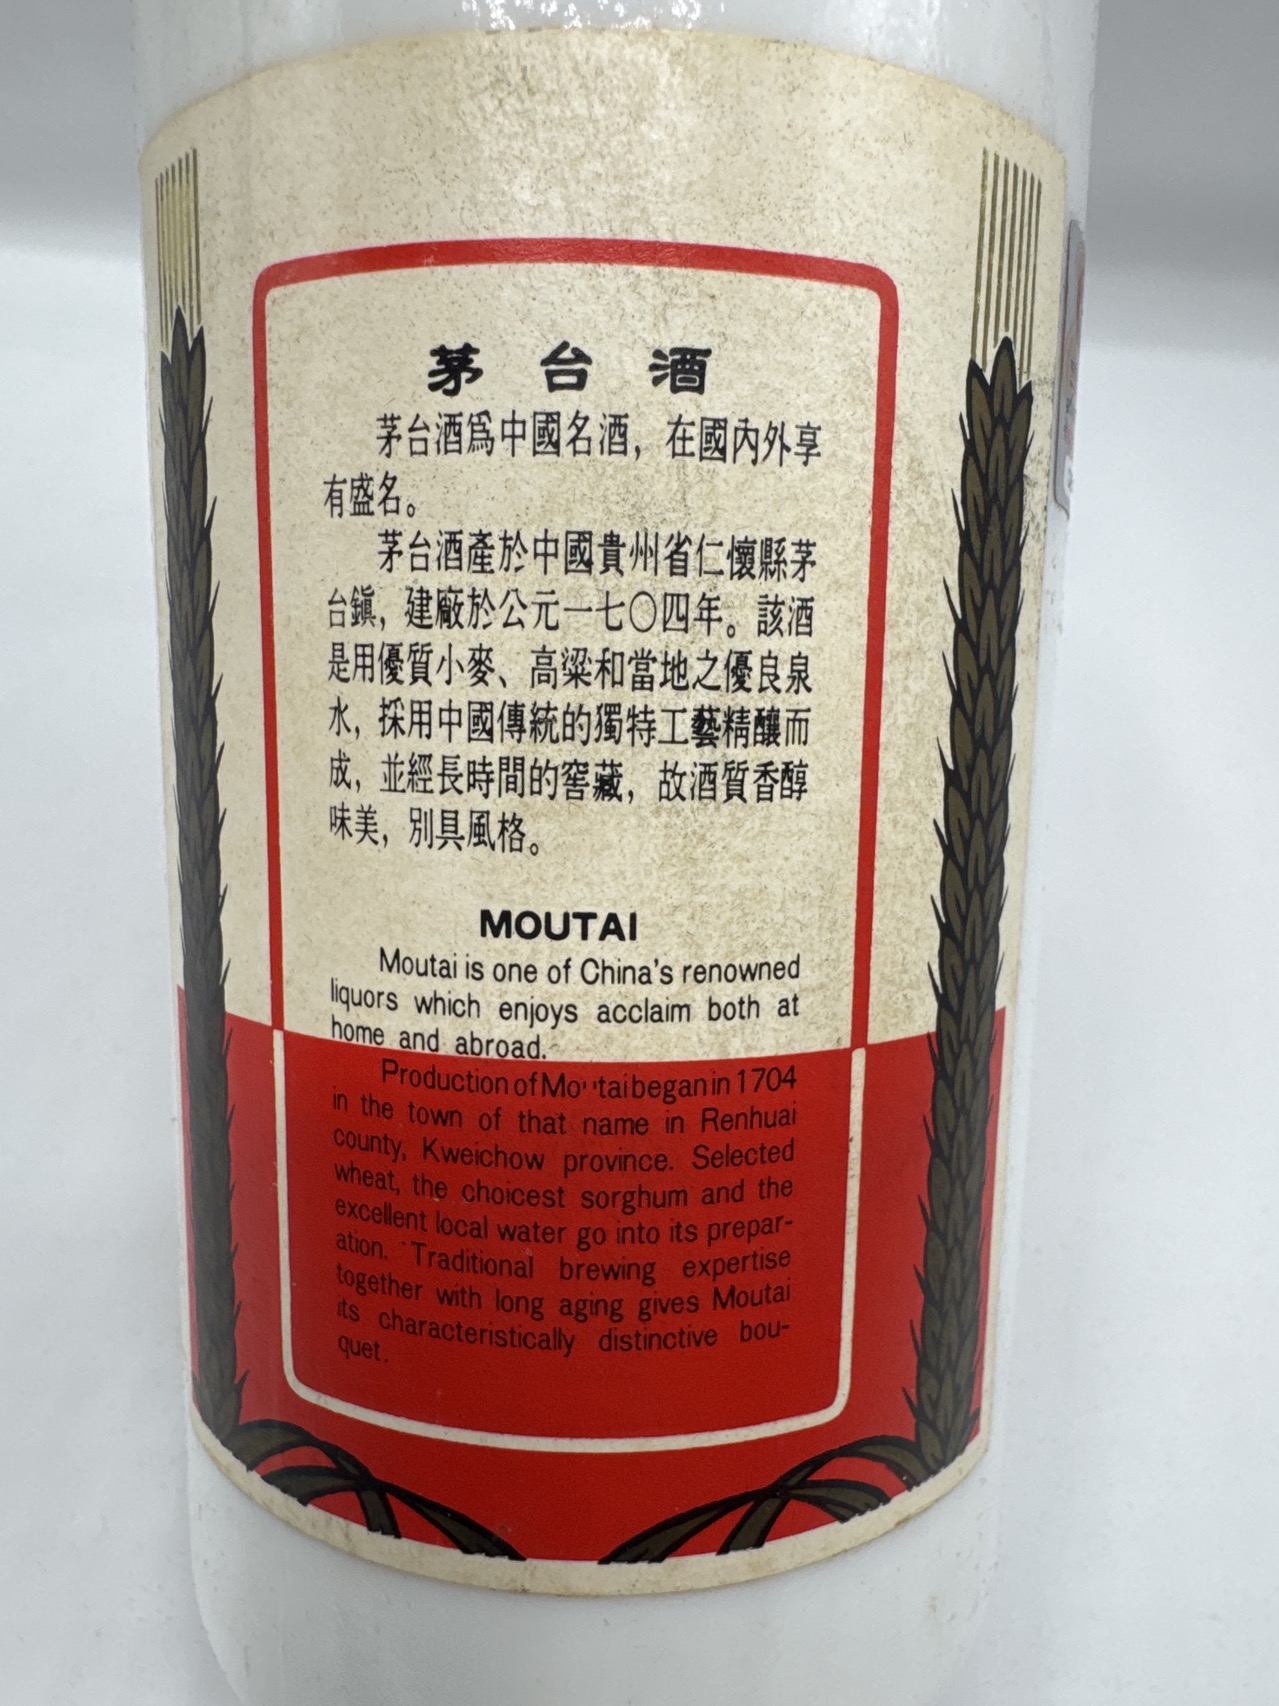 茅台酒
茅台酒爲中國名酒，在國內外享
有盛名。
茅台酒產於中國貴州省仁懷縣茅
台鎭，建廠於公元一七〇四年。該酒
是用優質小麥、高粱和當地之優良泉
水，採用中國傳統的獨特工藝精釀而
成，並經長時間的窖藏，故酒質香醇
味美，別具風格。
MOUTAI
Moutai is one of China's renowned
liquors which enjoys acclaim both at
home and abroad.
Production of Moutai began in 1704
in the town of that name in Renhuai
county, Kweichow province. Selected
wheat, the choicest sorghum and the
excellent local water go into its prepar-
ation. Traditional brewing expertise
together with long aging gives Moutai
its characteristically distinctive bou-
quet.